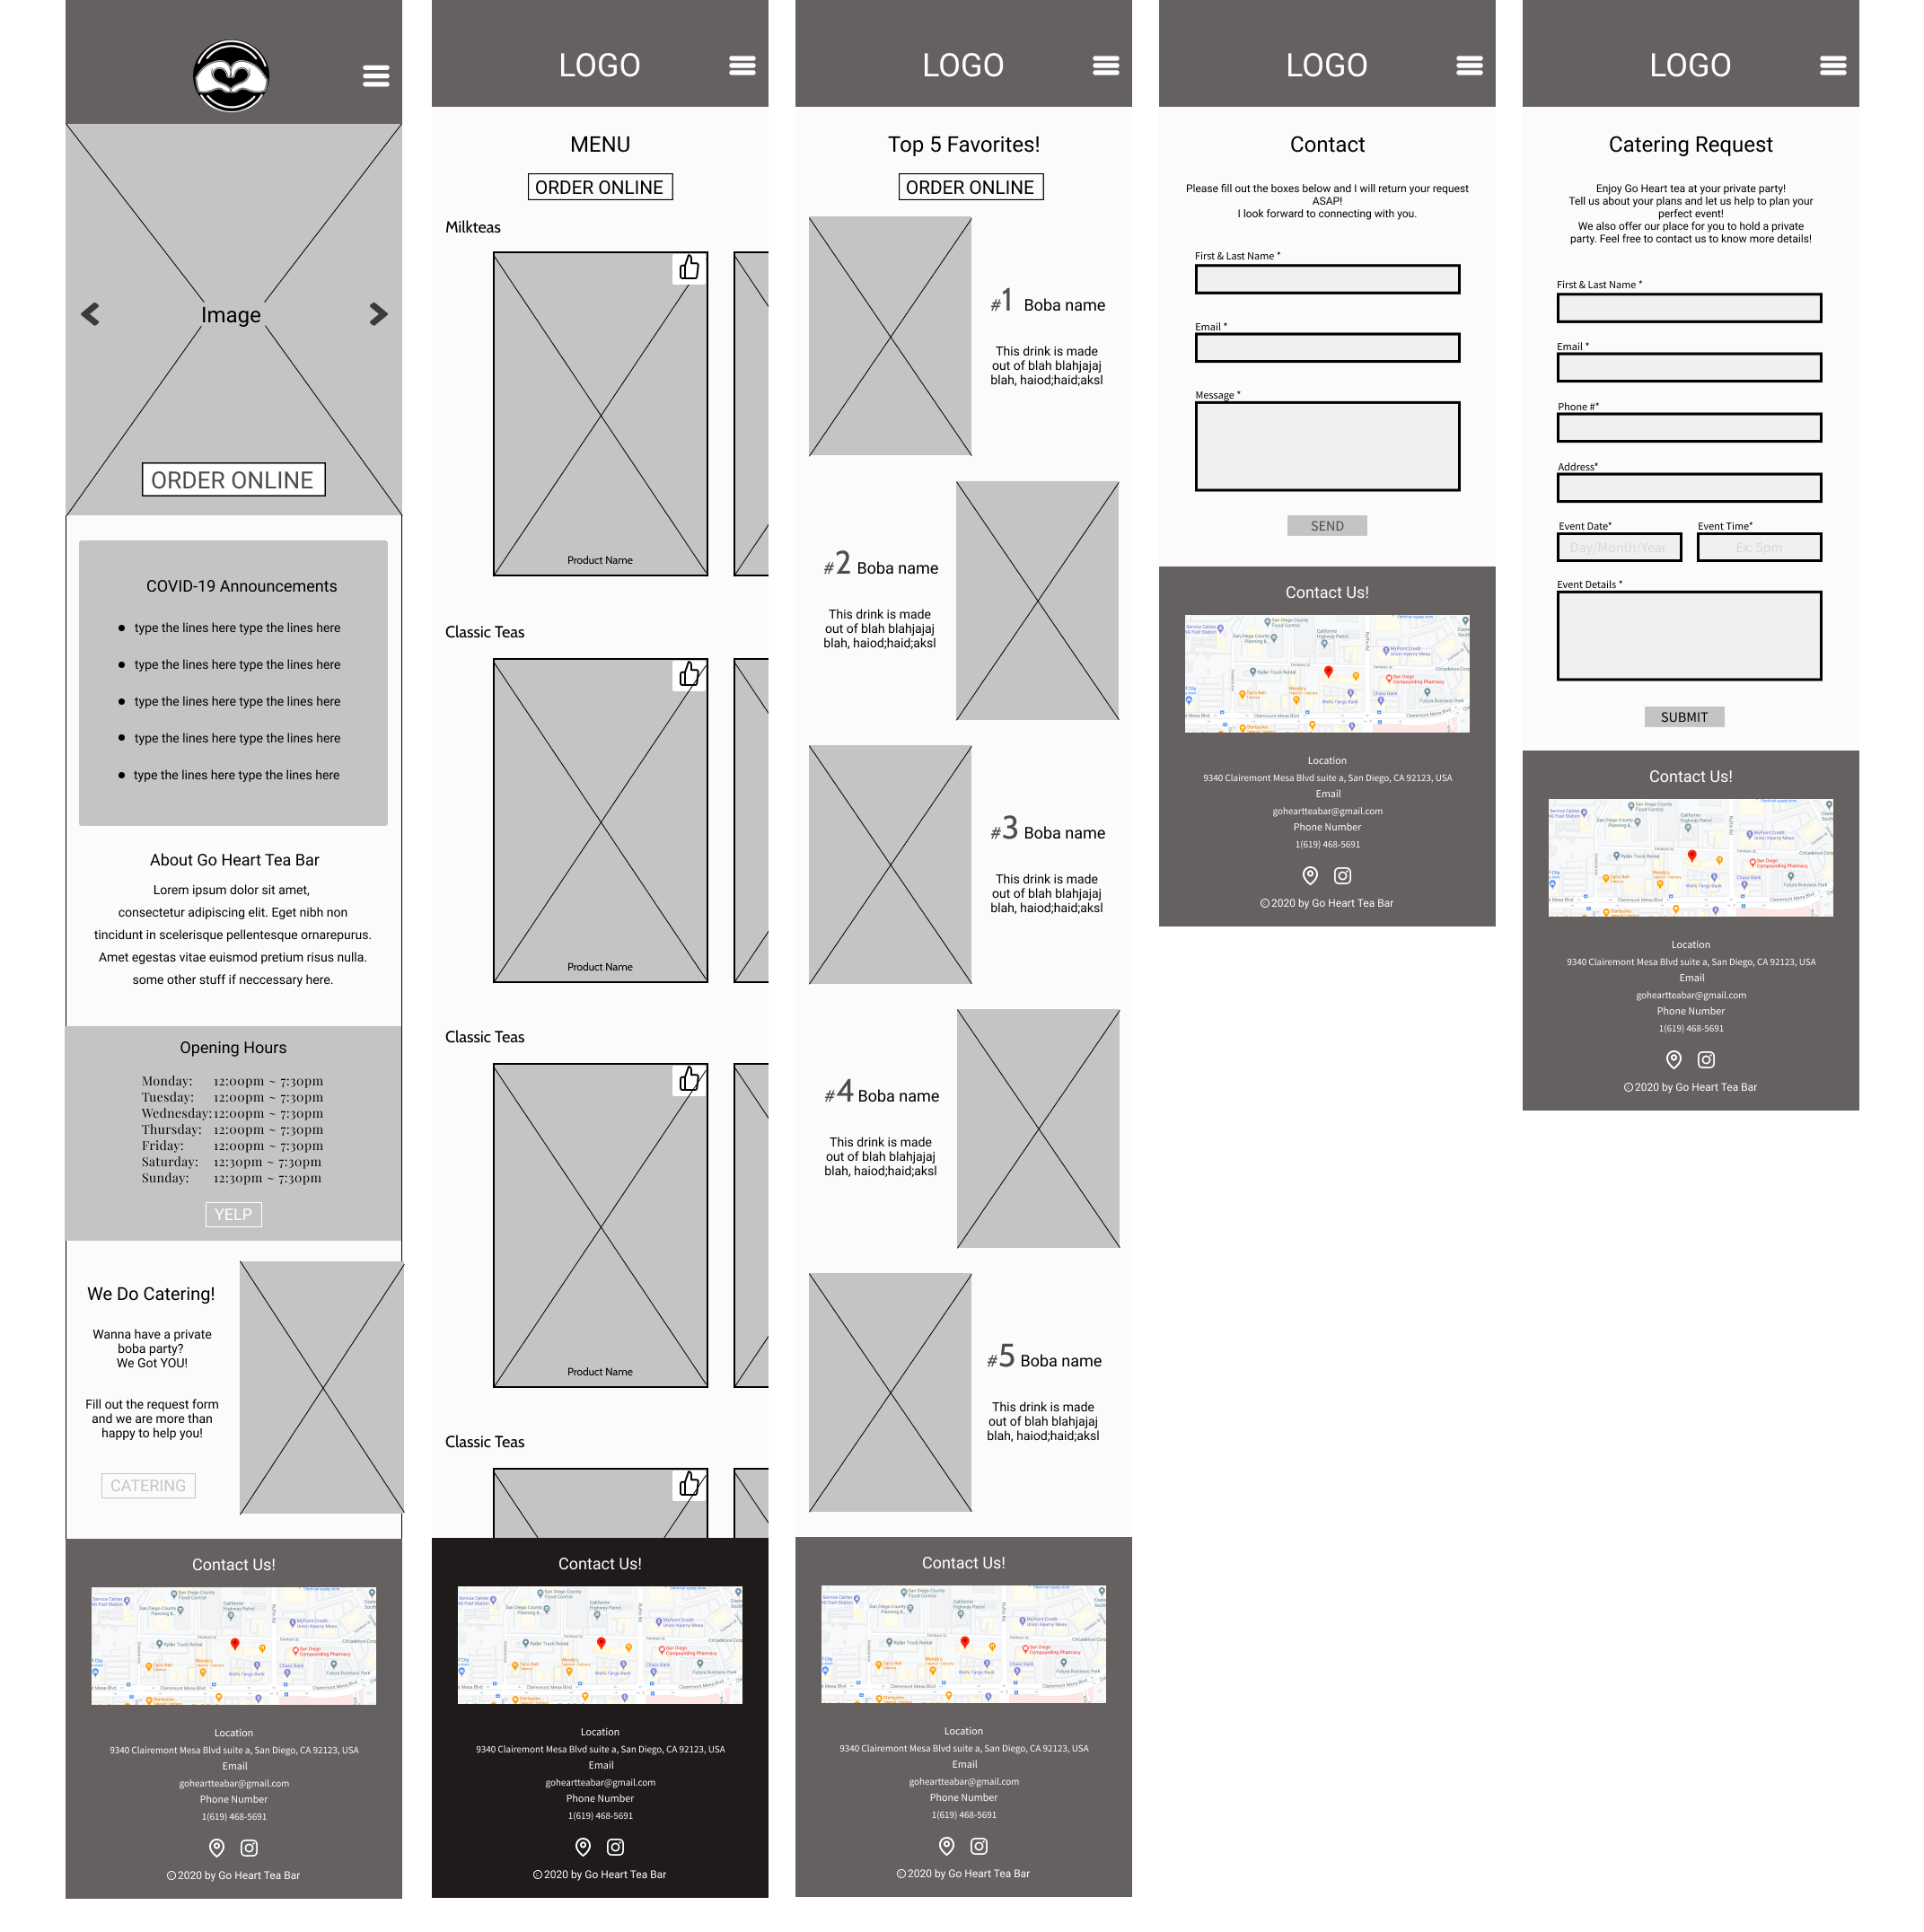 Image
ORDER ONLINE
COVID-19 Announcements
type the lines here type the lines here
type the lines here type the lines here
type the lines here type the lines here
type the lines here type the lines here
type the lines here type the lines here
About Go Heart Tea Bar
Lorem ipsum dolor sit amet,
consectetur adipiscing elit. Eget nibh non
tincidunt in scelerisque pellentesque ornarepurus.
Amet egestas vitae euismod pretium risus nulla.
some other stuff if neccessary here.
Opening Hours
Monday: 12:00pm ~ 7:30pm
Tuesday: 12:00pm ~ 7:30pm
Wednesday: 12:00pm ~ 7:30pm
Thursday: 12:00pm ~ 7:30pm
Friday: 12:00pm ~ 7:30pm
Saturday: 12:30pm ~ 7:30pm
Sunday: 12:30pm ~ 7:30pm
YELP
We Do Catering!
Wanna have a private
boba party?
We Got YOU!
Fill out the request form
and we are more than
happy to help you!
CATERING
Contact Us!
Location
9340 Clairemont Mesa Blvd suite a, San Diego, CA 92123, USA
Email
goheartteabar@gmail.com
Phone Number
1(619) 468-5691
©2020 by Go Heart Tea Bar
LOGO
MENU
ORDER ONLINE
Milkteas
Product Name
Classic Teas
Product Name
Classic Teas
Product Name
Classic Teas
Contact Us!
Location
9340 Clairemont Mesa Blvd suite a, San Diego, CA 92123, USA
Email
goheartteabar@gmail.com
Phone Number
1(619) 468-5691
©2020 by Go Heart Tea Bar
LOGO
Top 5 Favorites!
ORDER ONLINE
#1 Boba name
This drink is made
out of blah blahjajaj
blah, haiod;haid;aksl
#2 Boba name
This drink is made
out of blah blahjajaj
blah, haiod;haid;aksl
#3 Boba name
This drink is made
out of blah blahjajaj
blah, haiod;haid;aksl
#4 Boba name
This drink is made
out of blah blahjajaj
blah, haiod;haid;aksl
#5 Boba name
This drink is made
out of blah blahjajaj
blah, haiod;haid;aksl
Contact Us!
Location
9340 Clairemont Mesa Blvd suite a, San Diego, CA 92123, USA
Email
goheartteabar@gmail.com
Phone Number
1(619) 468-5691
©2020 by Go Heart Tea Bar
LOGO
Contact
Please fill out the boxes below and I will return your request
ASAP!
I look forward to connecting with you.
First & Last Name *
Email *
Message *
SEND
Contact Us!
Location
9340 Clairemont Mesa Blvd suite a, San Diego, CA 92123, USA
Email
goheartteabar@gmail.com
Phone Number
1(619) 468-5691
©2020 by Go Heart Tea Bar
LOGO
Catering Request
Enjoy Go Heart tea at your private party!
Tell us about your plans and let us help to plan your
perfect event!
We also offer our place for you to hold a private
party. Feel free to contact us to know more details!
First & Last Name *
Email *
Phone #*
Address*
Event Date* Event Time*
Day/Month/Year Ex: 5pm
Event Details *
SUBMIT
Contact Us!
Location
9340 Clairemont Mesa Blvd suite a, San Diego, CA 92123, USA
Email
goheartteabar@gmail.com
Phone Number
1(619) 468-5691
©2020 by Go Heart Tea Bar